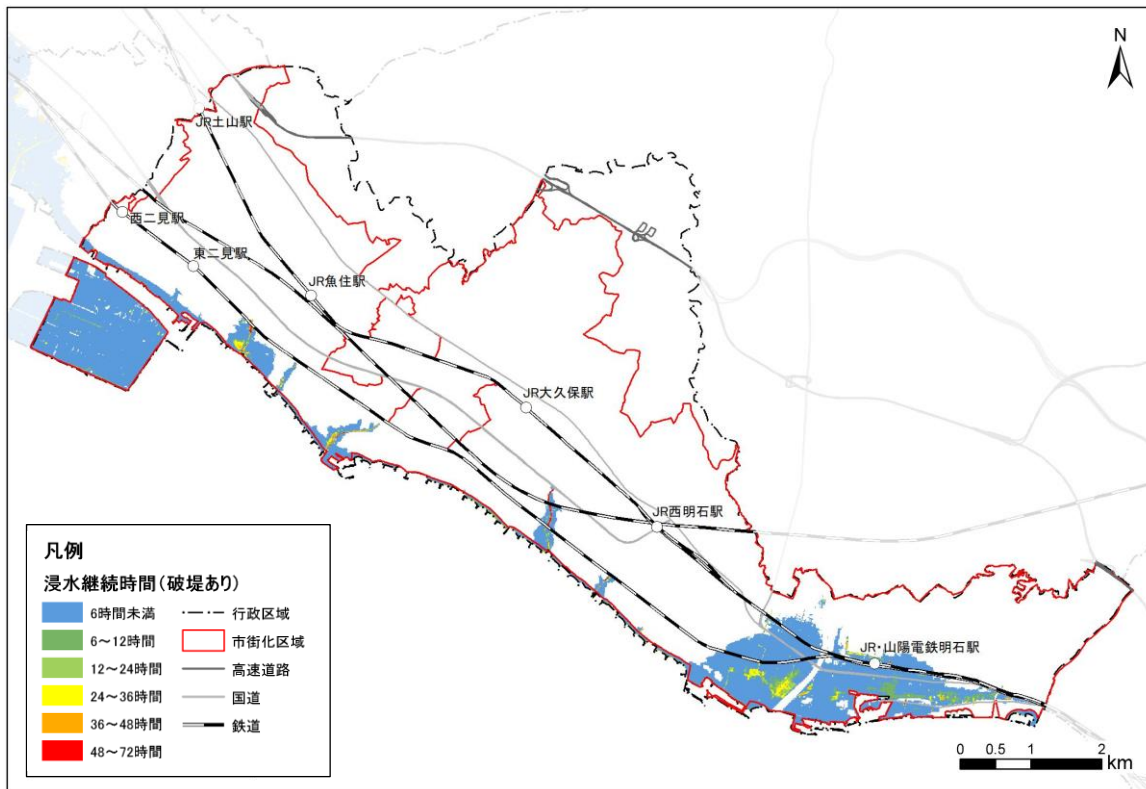 N
JR土山駅
西二見駅
東二見駅
JR魚住駅
JR大久保駅
JR西明石駅
JR・山陽電鉄明石駅
凡例
浸水継続時間(破堤あり)
6時間未満
行政区域
6~12時間
市街化区域
12~24時間
高速道路
24~36時間
国道
36~48時間
鉄道
48~72時間
0 0.5 1 2
km